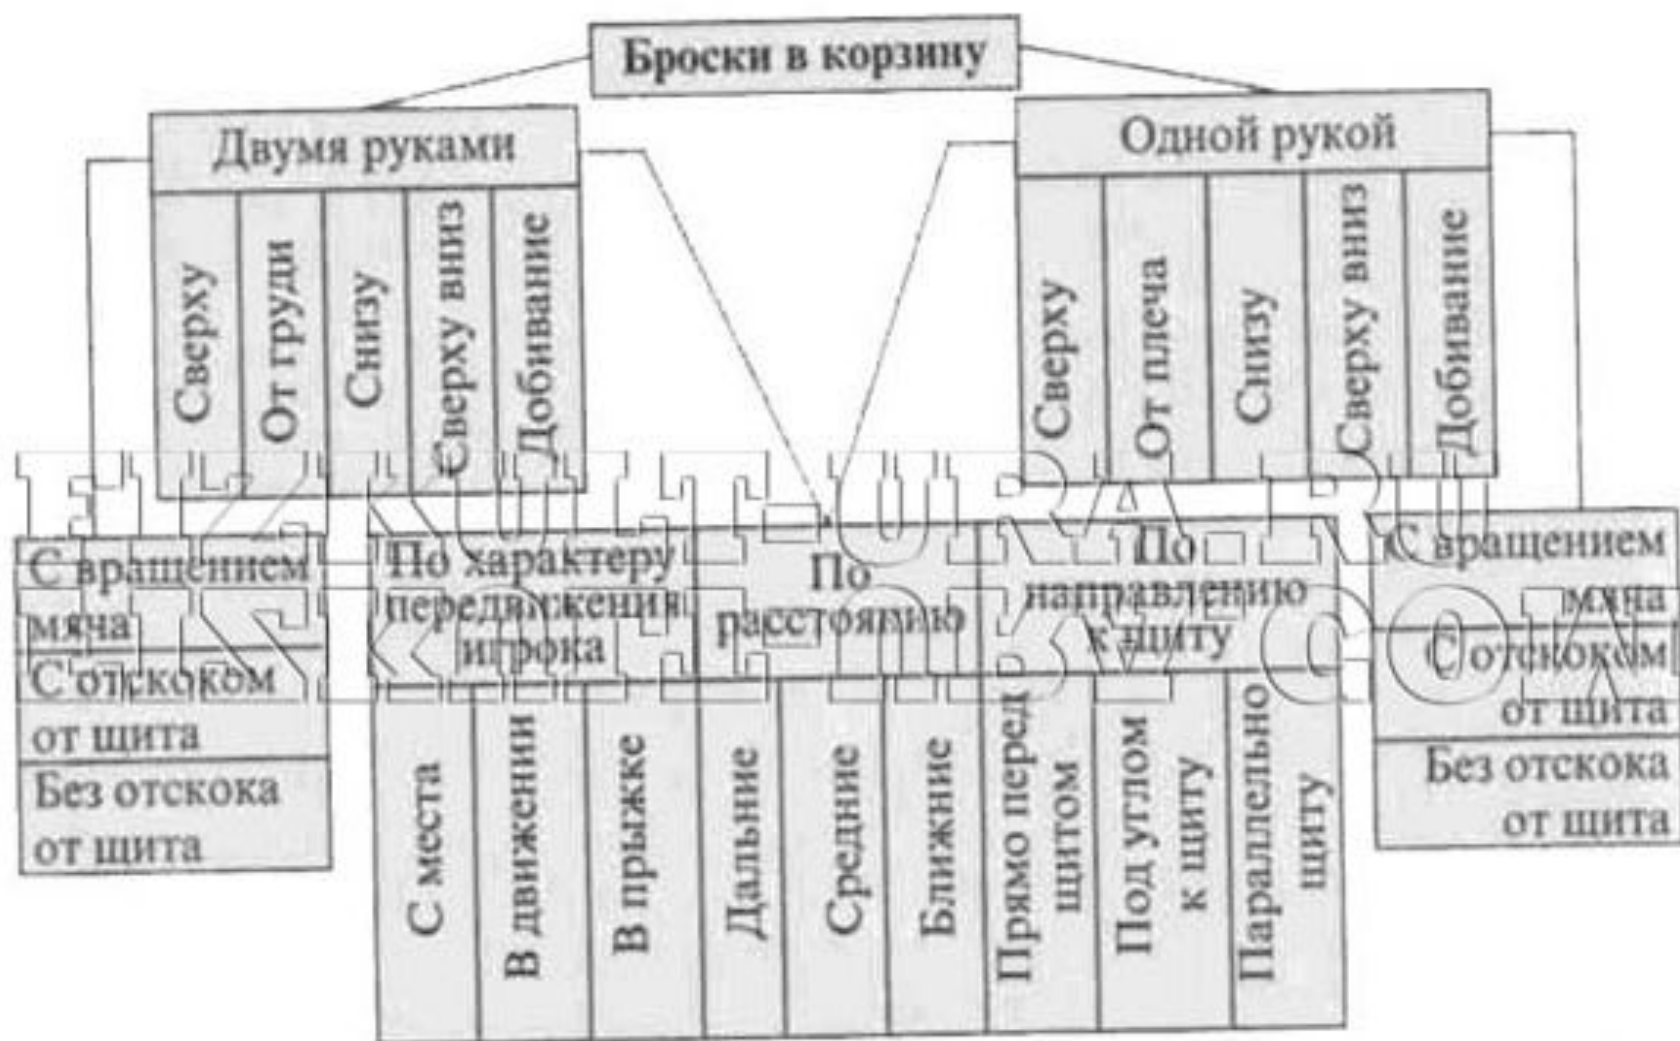 Броски в корзину
Двумя руками
Сверху
От груди
Снизу
Сверху вниз
Добивание
Одной рукой
Сверху
От плеча
Снизу
Сверху вниз
Добивание
С вращением
мяча
С отскоком
от щита
Без отскока
от щита
По характеру
передвижения
игрока
С места
В движении
В прыжке
По
расстоянию
Дальние
Средние
Ближние
По
направлению
к щиту
Прямо перед
щитом
Под углом
к щиту
Параллельно
щиту
С вращением
мяча
С отскоком
от щита
Без отскока
от щита